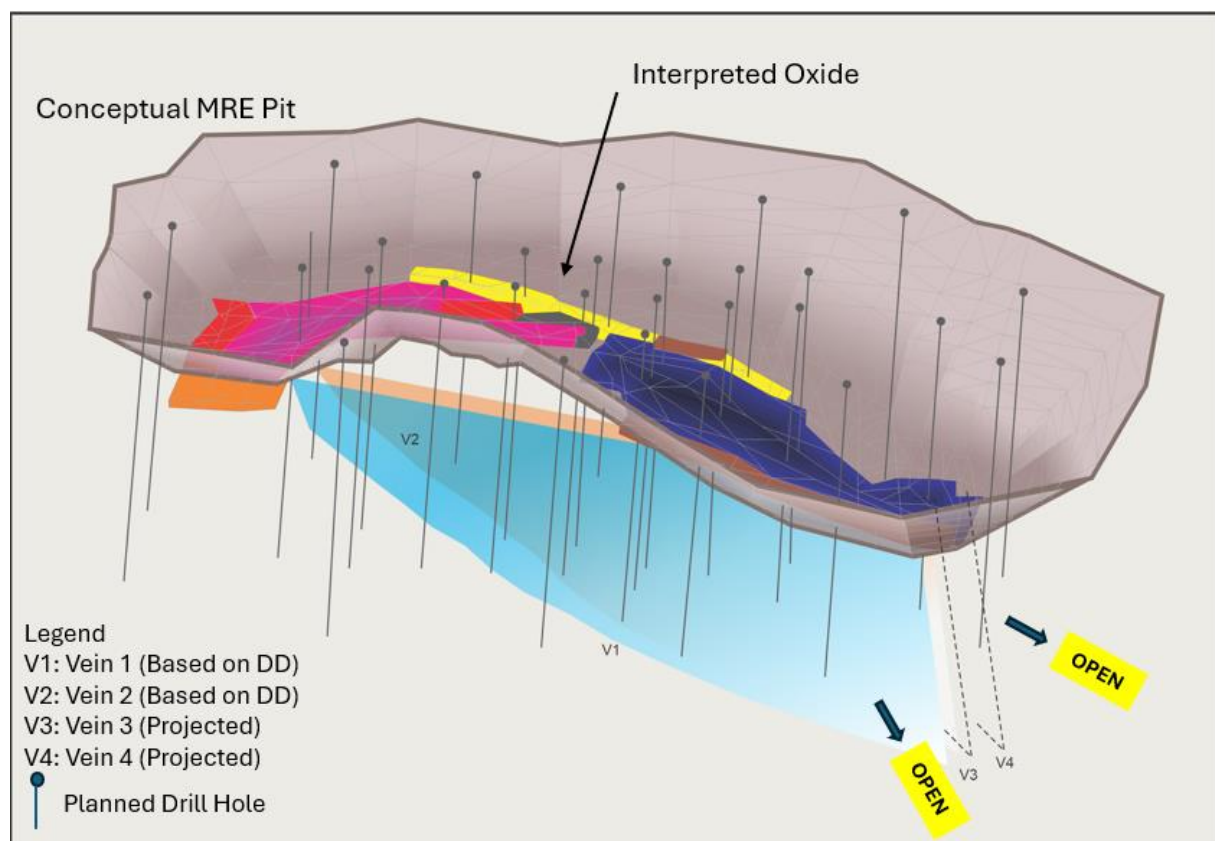 Interpreted Oxide
Conceptual MRE Pit
V2
V1
OPEN
OPEN
V3
V4
Legend
V1: Vein 1 (Based on DD)
V2: Vein 2 (Based on DD)
V3: Vein 3 (Projected)
V4: Vein 4 (Projected)
Planned Drill Hole